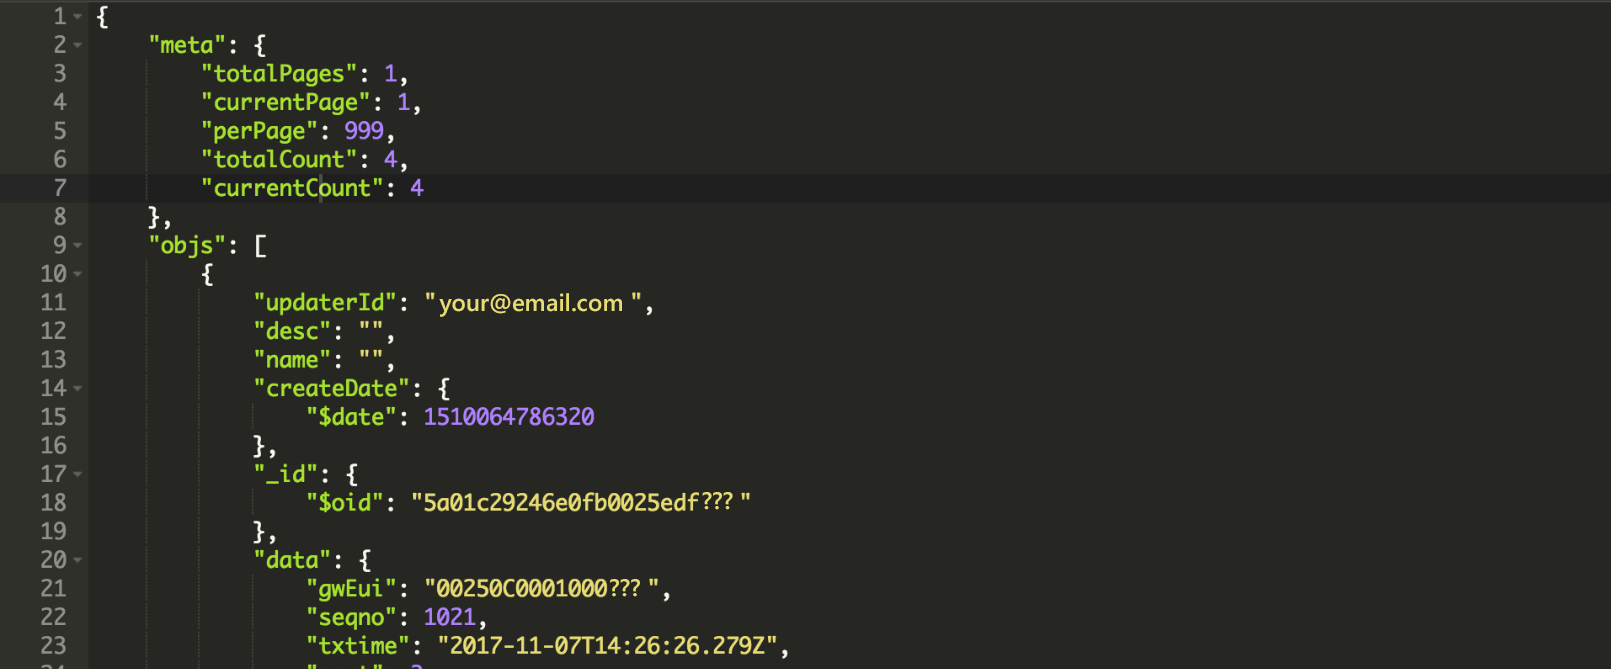 1 {
2 "meta": {
3 "totalPages": 1,
4 "currentPage": 1,
5 "perPage": 999,
6 "totalCount": 4,
7 "currentCount": 4
8 },
9 "objs": [
10 {
11 "updaterId": "your@email.com ",
12 "desc": "",
13 "name": "",
14 "createDate": {
15 "$date": 1510064786320
16 },
17 "_id": {
18 "$oid": "5a01c29246e0fb0025edf??? "
19 },
20 "data": {
21 "gwEui": "00250C0001000??? ",
22 "seqno": 1021,
23 "txtime": "2017-11-07T14:26:26.279Z",